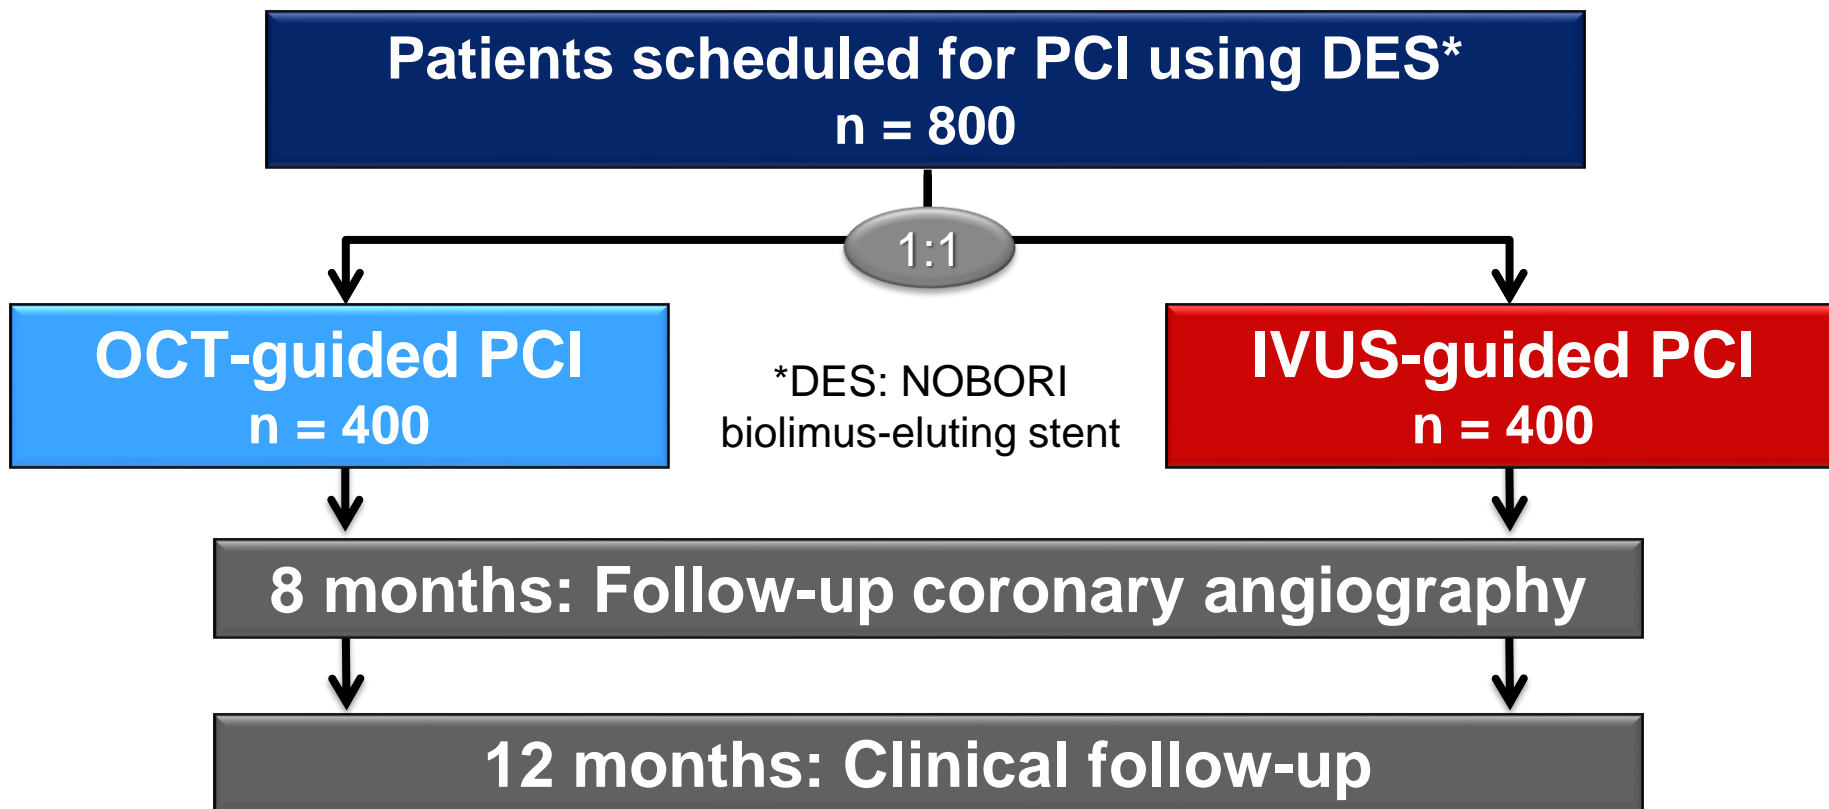 Patients scheduled for PCI using DES*
n = 800
1:1
OCT-guided PCI
n = 400
*DES: NOBORI
biolimus-eluting stent
IVUS-guided PCI
n = 400
8 months: Follow-up coronary angiography
12 months: Clinical follow-up